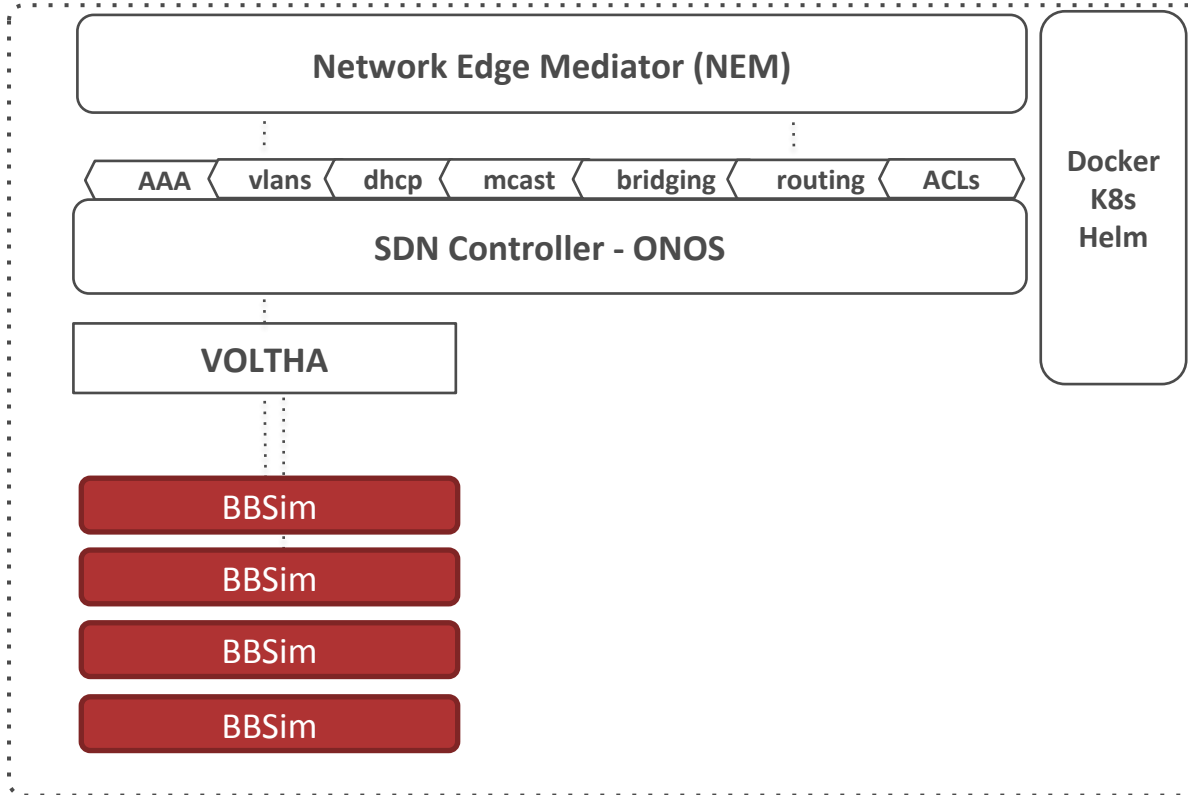 Network Edge Mediator (NEM)
AAA vlans dhcp mcast bridging routing ACLs
SDN Controller - ONOS
Docker
K8s
Helm
VOLTHA
BBSim
BBSim
BBSim
BBSim